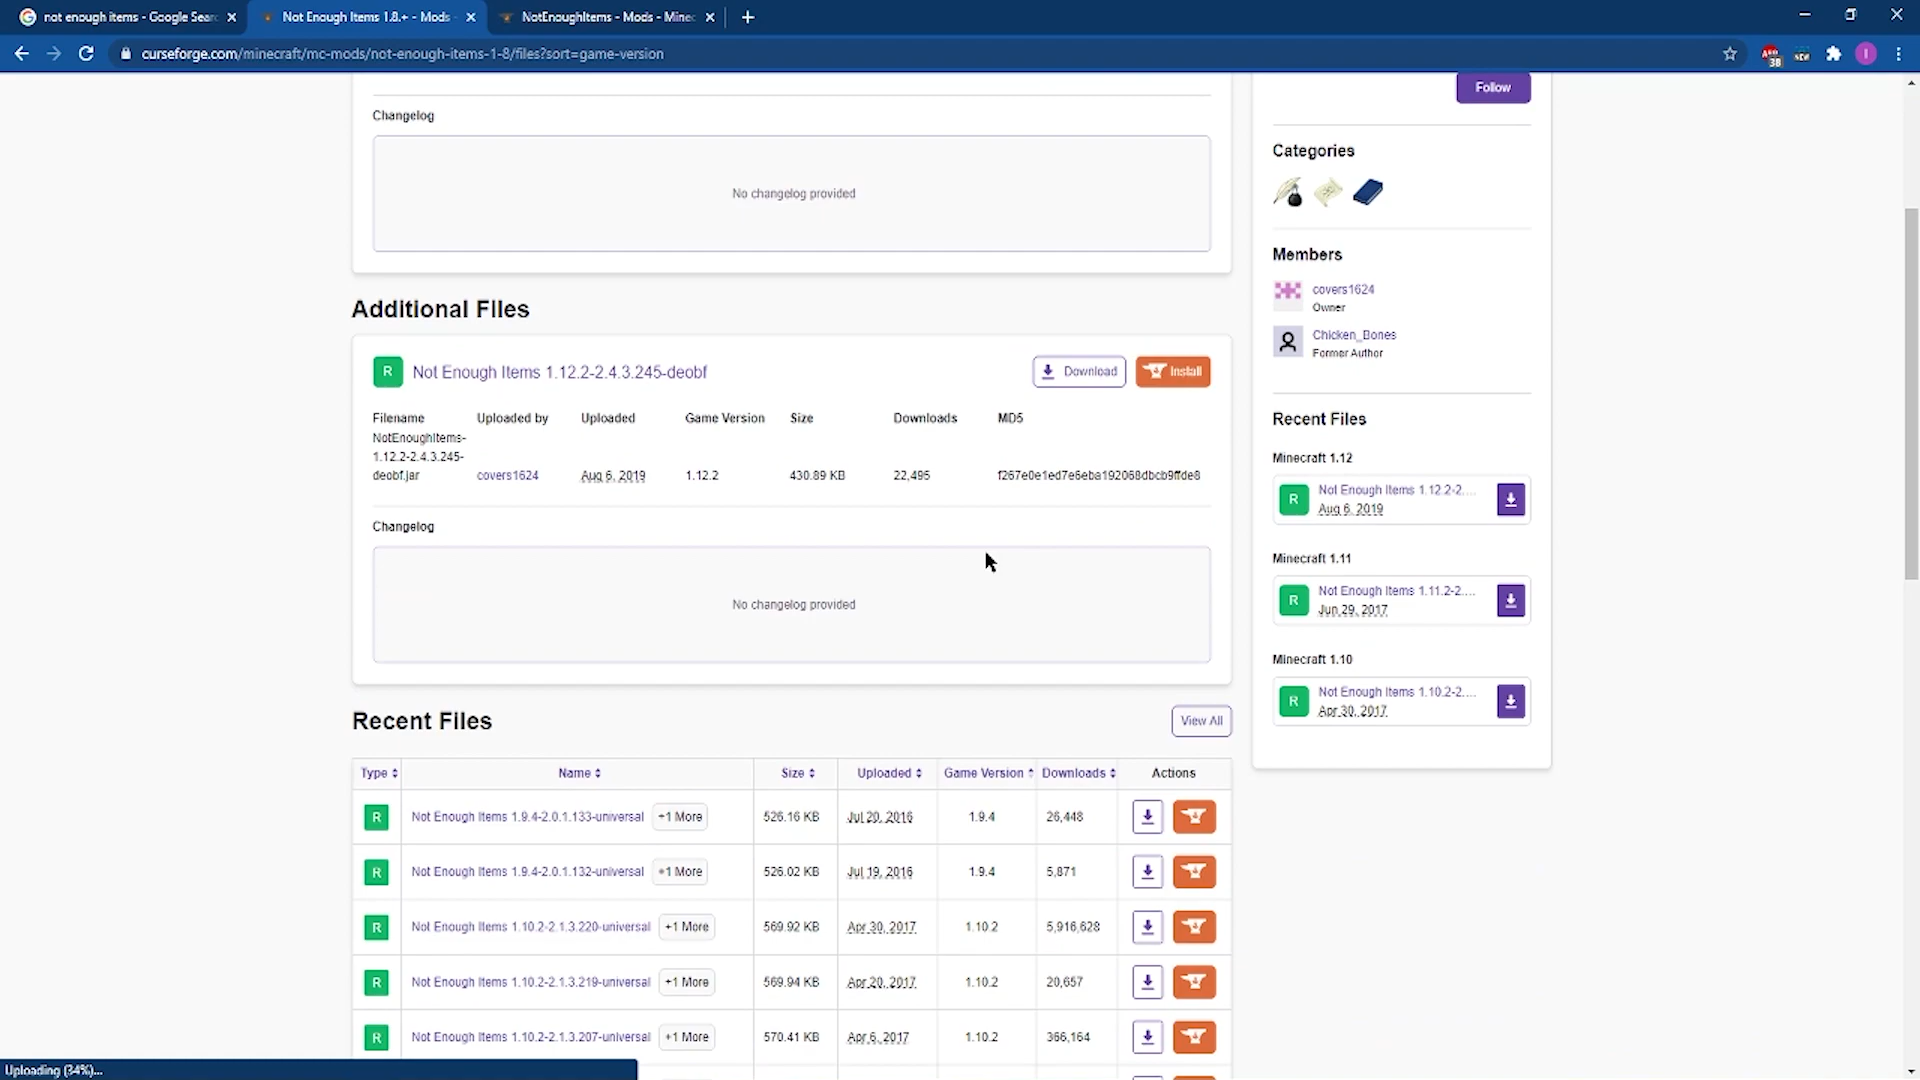 not enough items - Google Sear
Not Enough Items 1.8.+ - Mods -
NotEnoughItems - Mods - Minec
curseforge.com/minecraft/mc-mods/not-enough-items-1-8/files?sort=game-version
38
NEW
I
Follow
Changelog
No changelog provided
Categories
Members
covers1624
Owner
Chicken_Bones
Former Author
Additional FIles
R
Not Enough Items 1.12.2-2.4.3.245-deobf
Download
Install
Filename
Uploaded by
Uploaded
Game Version
Size
Downloads
MD5
NotEnoughItems-
1.12.2-2.4.3.245-
deobf.jar
covers1624
Aug 6, 2019
1.12.2
430.89 KB
22,495
f267e0e1ed7e6eba192068dbcb9ffde8
Changelog
No changelog provided
Recent Files
Minecraft 1.12
R
Not Enough Items 1.12.2-2....
Aug 6, 2019
Minecraft 1.11
R
Not Enough Items 1.11.2-2....
Jun 29, 2017
Minecraft 1.10
R
Not Enough Items 1.10.2-2....
Apr 30, 2017
Recent Files
View All
Type Name Size Uploaded Game Version Downloads Actions
R Not Enough Items 1.9.4-2.0.1.133-universal +1 More 526.16 KB Jul 20, 2016 1.9.4 26,448
R Not Enough Items 1.9.4-2.0.1.132-universal +1 More 526.02 KB Jul 19, 2016 1.9.4 5,871
R Not Enough Items 1.10.2-2.1.3.220-universal +1 More 569.92 KB Apr 30, 2017 1.10.2 5,916,628
R Not Enough Items 1.10.2-2.1.3.219-universal +1 More 569.94 KB Apr 20, 2017 1.10.2 20,657
R Not Enough Items 1.10.2-2.1.3.207-universal +1 More 570.41 KB Apr 6, 2017 1.10.2 366,164
Uploading (34%)...